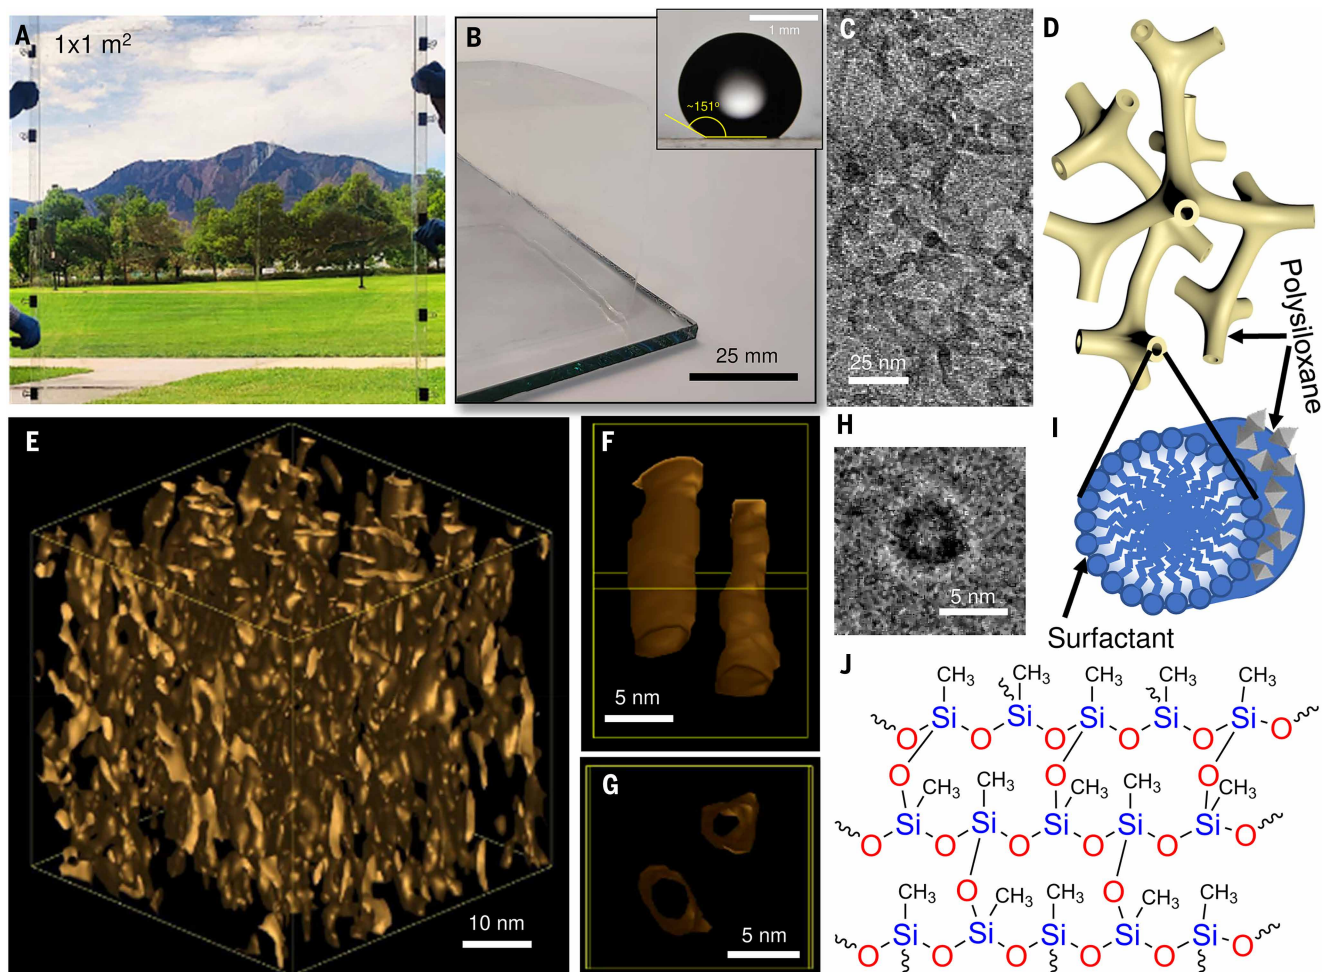 A
1x1 m²
B
1 mm
~151º
25 mm
C
25 nm
D
Polysiloxane
E
10 nm
F
5 nm
G
5 nm
H
5 nm
I
Surfactant
J
CH₃ CH₃ CH₃ CH₃ CH₃
Si Si Si Si Si
O O O O O O
O O O
CH₃ CH₃ CH₃ CH₃ CH₃
Si Si Si Si Si
O O O O O O
O O
CH₃ CH₃ CH₃ CH₃ CH₃
Si Si Si Si Si
O O O O O O